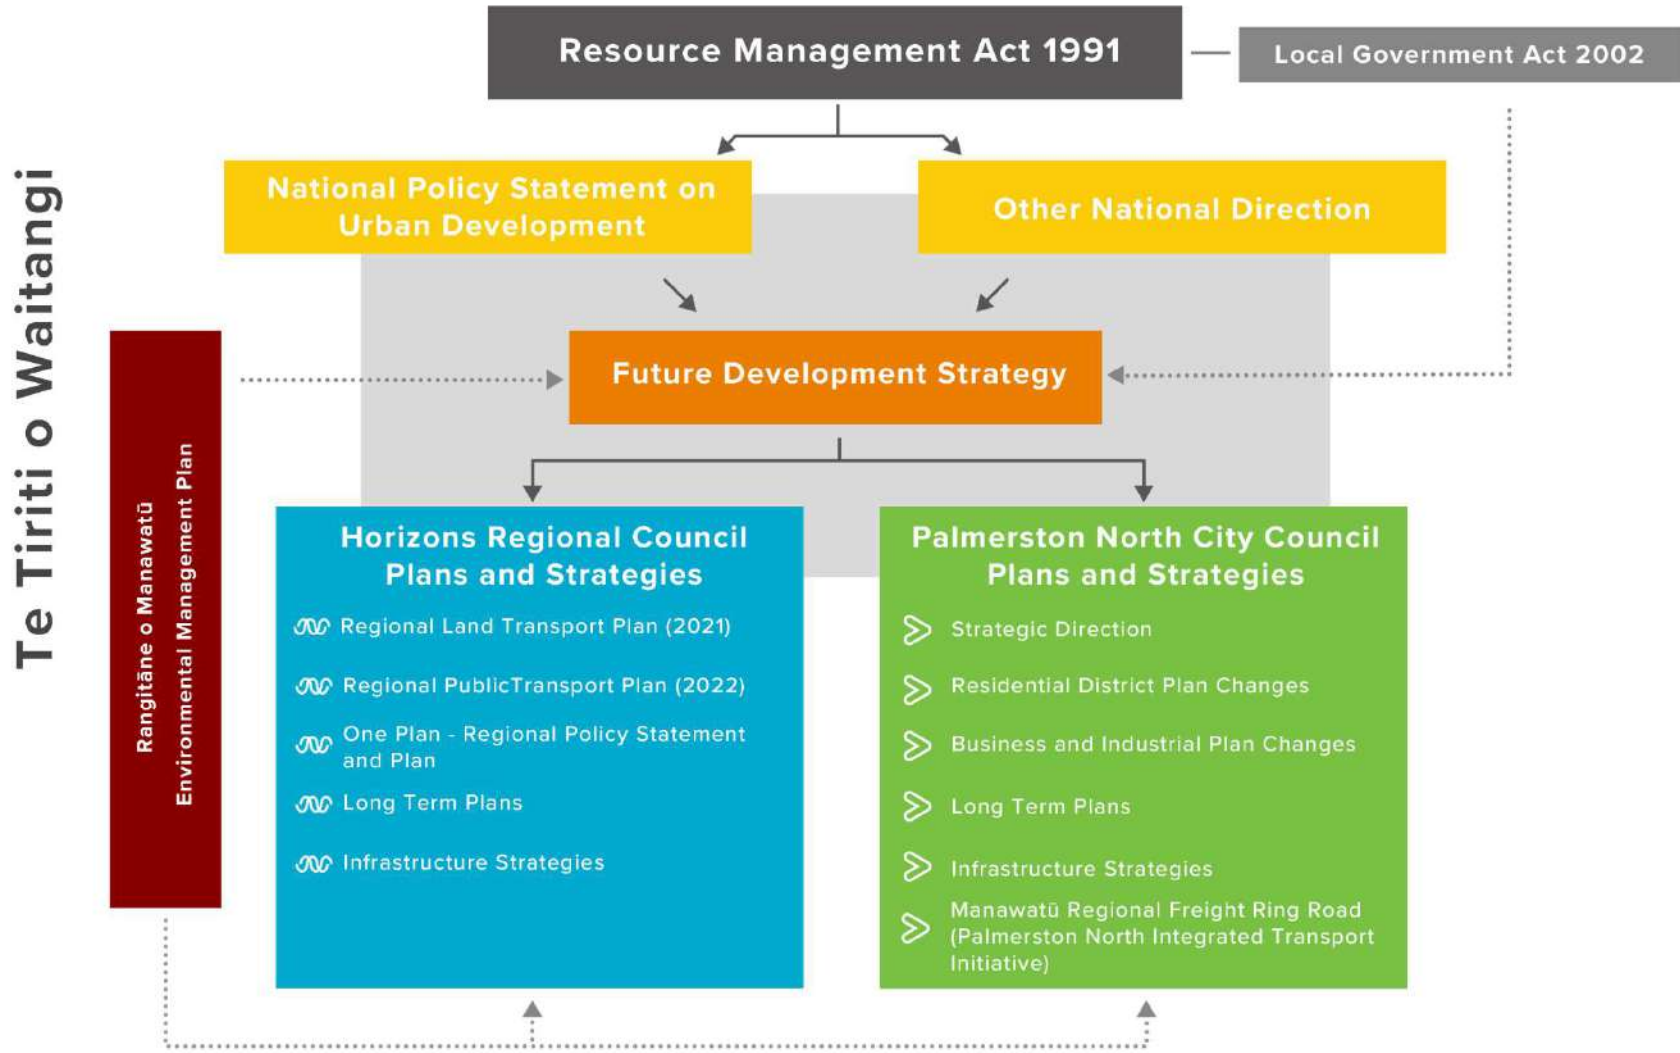 Resource Management Act 1991
Local Government Act 2002
Te Tiriti o Waitangi
National Policy Statement on
Urban Development
Other National Direction
Future Development Strategy
Rangitāne o Manawatū
Environmental Management Plan
Horizons Regional Council
Plans and Strategies
Regional Land Transport Plan (2021)
Regional PublicTransport Plan (2022)
One Plan - Regional Policy Statement
and Plan
Long Term Plans
Infrastructure Strategies
Palmerston North City Council
Plans and Strategies
Strategic Direction
Residential District Plan Changes
Business and Industrial Plan Changes
Long Term Plans
Infrastructure Strategies
Manawatū Regional Freight Ring Road
(Palmerston North Integrated Transport
Initiative)